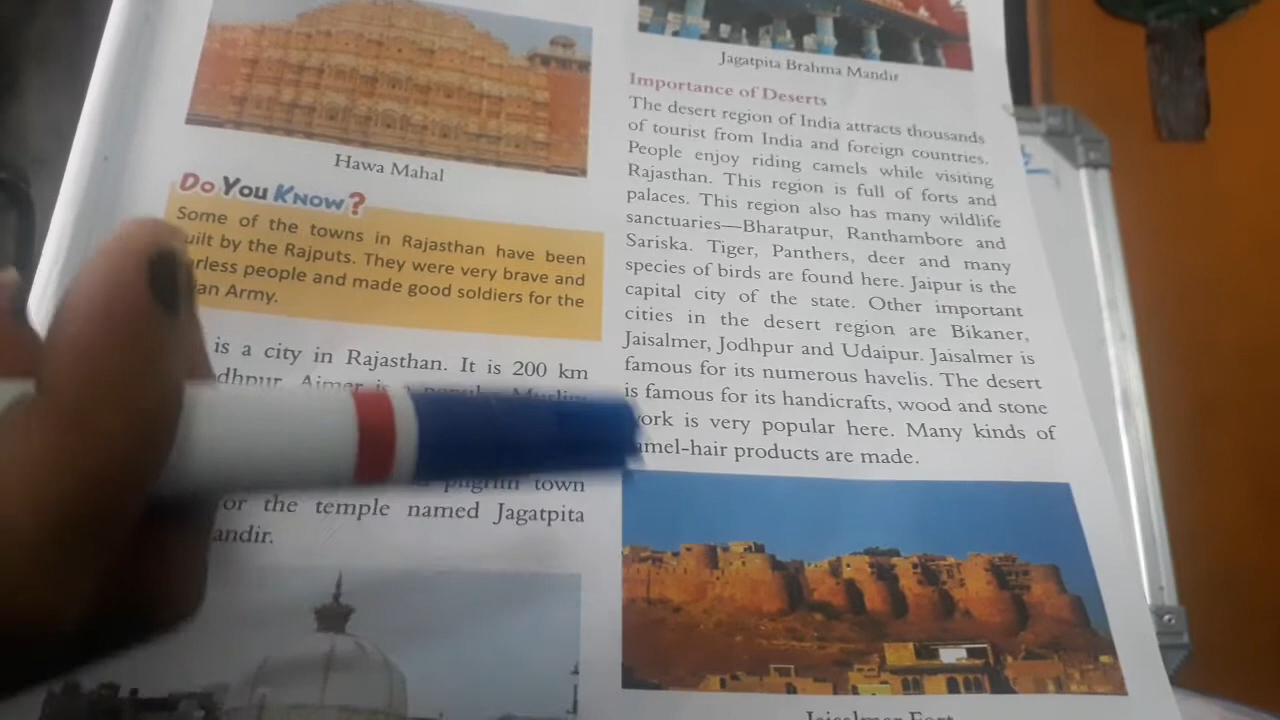 Hawa Mahal
Do You Know?
Some of the towns in Rajasthan have been
uilt by the Rajputs. They were very brave and
rless people and made good soldiers for the
an Army.
is a city in Rajasthan. It is 200 km
dhpur. Ajmer is a popular Muslim
pilgrim town
or the temple named Jagatpita
andir.
Jagatpita Brahma Mandir
Importance of Deserts
The desert region of India attracts thousands
of tourist from India and foreign countries.
People enjoy riding camels while visiting
Rajasthan. This region is full of forts and
palaces. This region also has many wildlife
sanctuaries—Bharatpur, Ranthambore and
Sariska. Tiger, Panthers, deer and many
species of birds are found here. Jaipur is the
capital city of the state. Other important
cities in the desert region are Bikaner,
Jaisalmer, Jodhpur and Udaipur. Jaisalmer is
famous for its numerous havelis. The desert
is famous for its handicrafts, wood and stone
work is very popular here. Many kinds of
amel-hair products are made.
Jaisalmer Fort